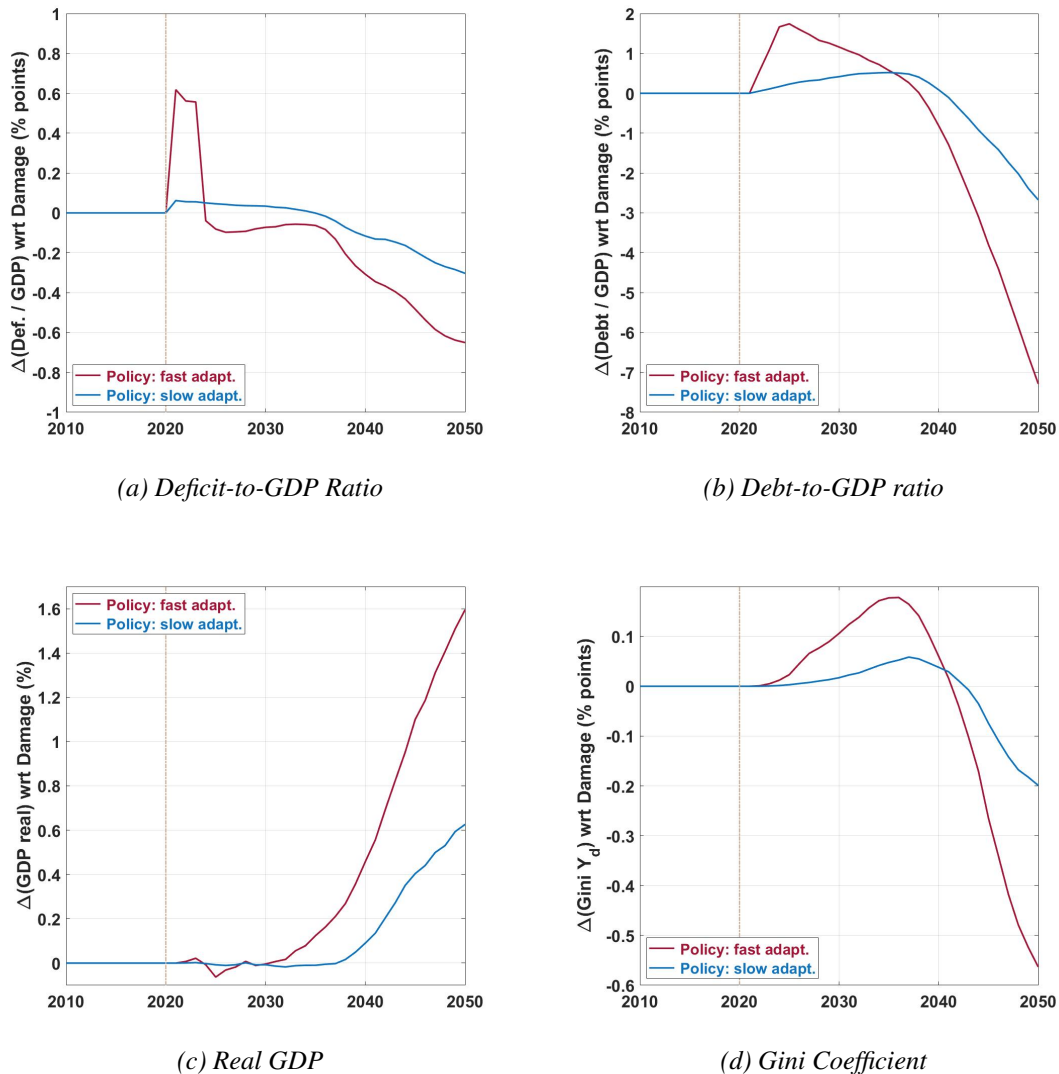 Δ(Def. / GDP) wrt Damage (% points)
1
0.8
0.6
0.4
0.2
0
-0.2
-0.4
-0.6
-0.8
-1
Policy: fast adapt.
Policy: slow adapt.
2010 2020 2030 2040 2050
(a) Deficit-to-GDP Ratio
Δ(Debt / GDP) wrt Damage (% points)
2
1
0
-1
-2
-3
-4
-5
-6
-7
-8
Policy: fast adapt.
Policy: slow adapt.
2010 2020 2030 2040 2050
(b) Debt-to-GDP ratio
Δ(GDP real) wrt Damage (%)
1.6
1.4
1.2
1
0.8
0.6
0.4
0.2
0
Policy: fast adapt.
Policy: slow adapt.
2010 2020 2030 2040 2050
(c) Real GDP
Δ(Gini Y_d) wrt Damage (% points)
0.1
0
-0.1
-0.2
-0.3
-0.4
-0.5
-0.6
Policy: fast adapt.
Policy: slow adapt.
2010 2020 2030 2040 2050
(d) Gini Coefficient